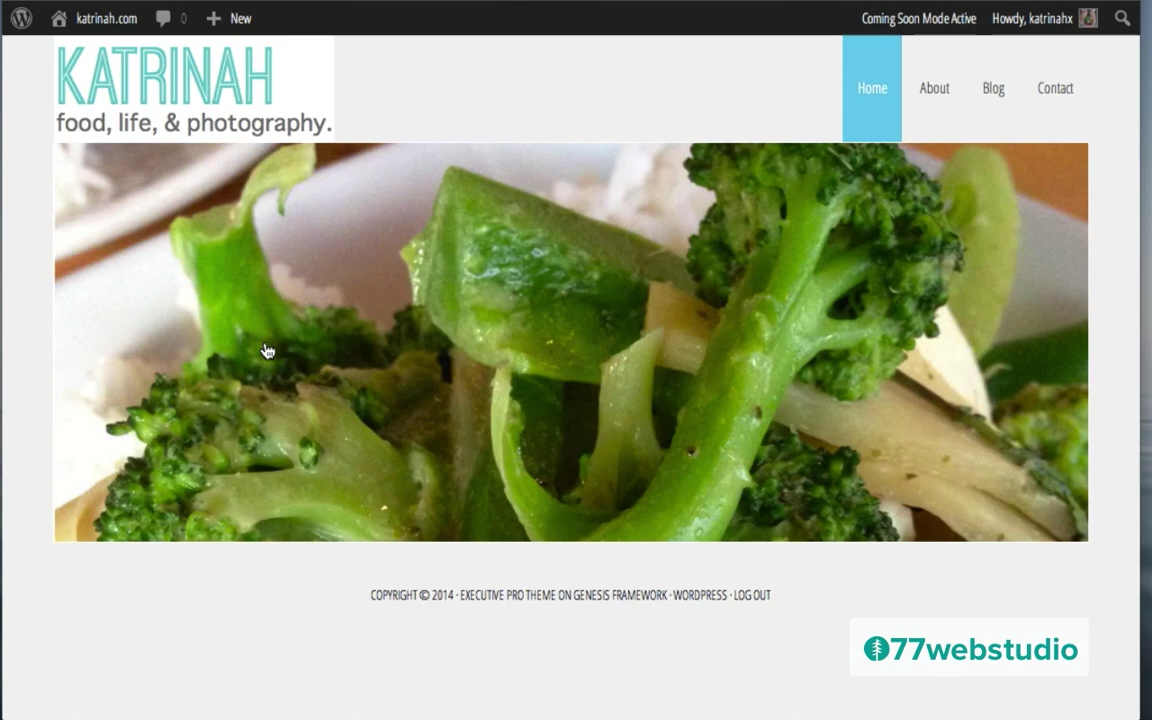 katrinah.com 0 New Coming Soon Mode Active Howdy, katrinahx
KATRINAH
food, life, & photography.
Home About Blog Contact
COPYRIGHT © 2014 · EXECUTIVE PRO THEME ON GENESIS FRAMEWORK · WORDPRESS · LOG OUT
77webstudio